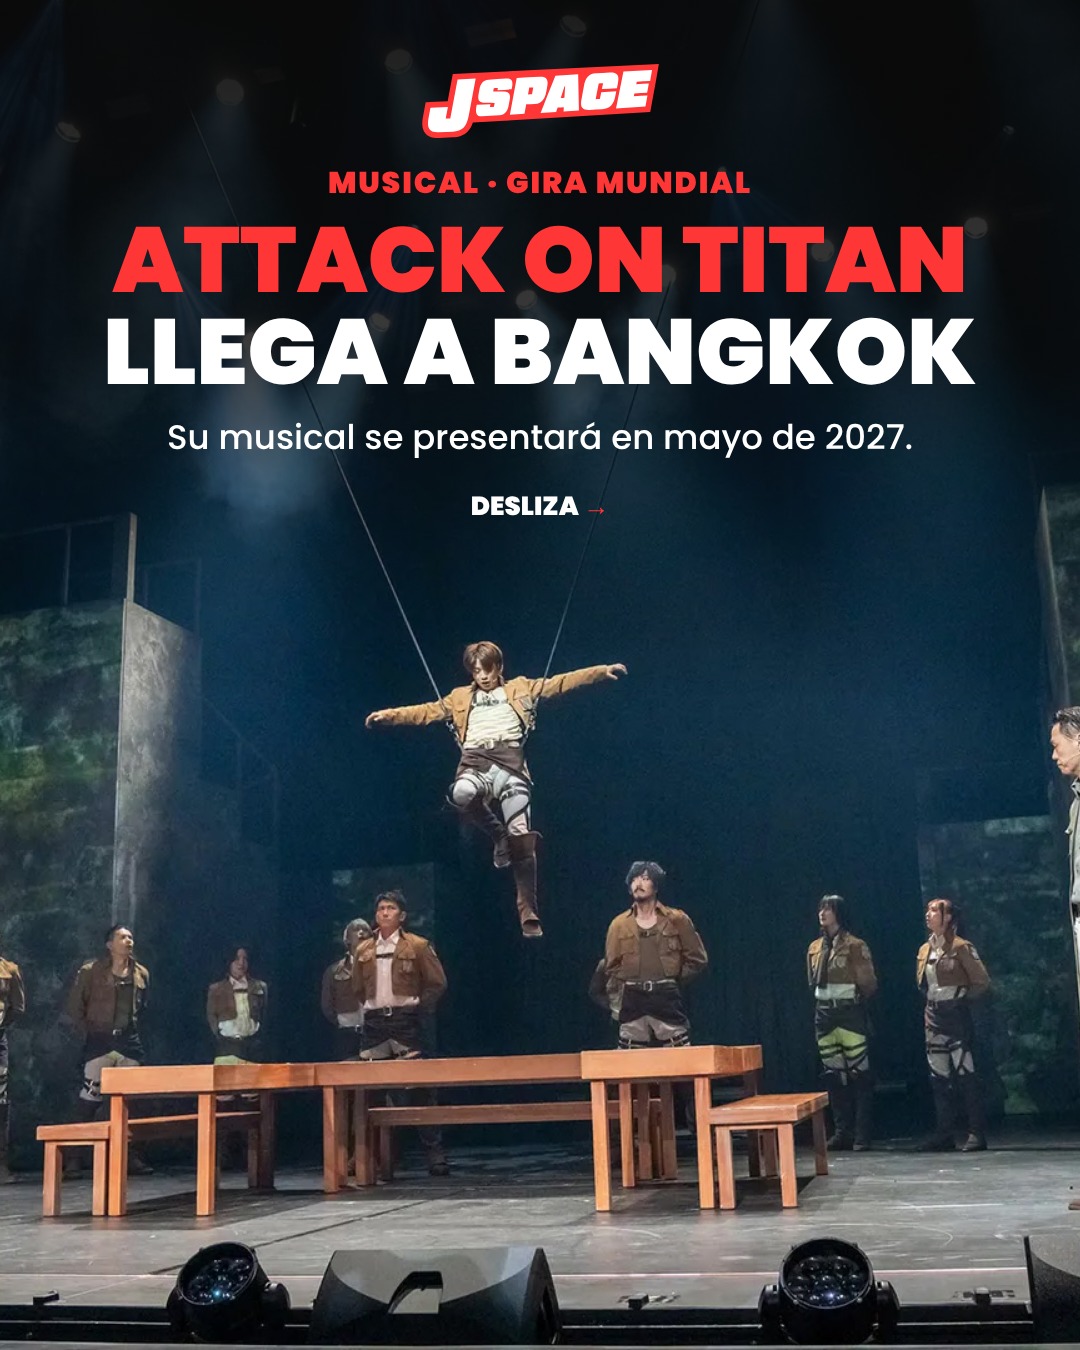 JSPACE
MUSICAL · GIRA MUNDIAL
ATTACK ON TITAN
LLEGA A BANGKOK
Su musical se presentará en mayo de 2027.
DESLIZA →